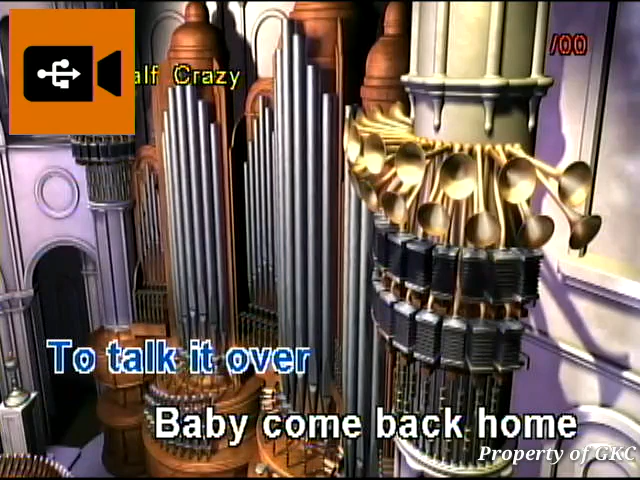 alf Crazy
/00
To talk it over
Baby come back home
Property of GKC